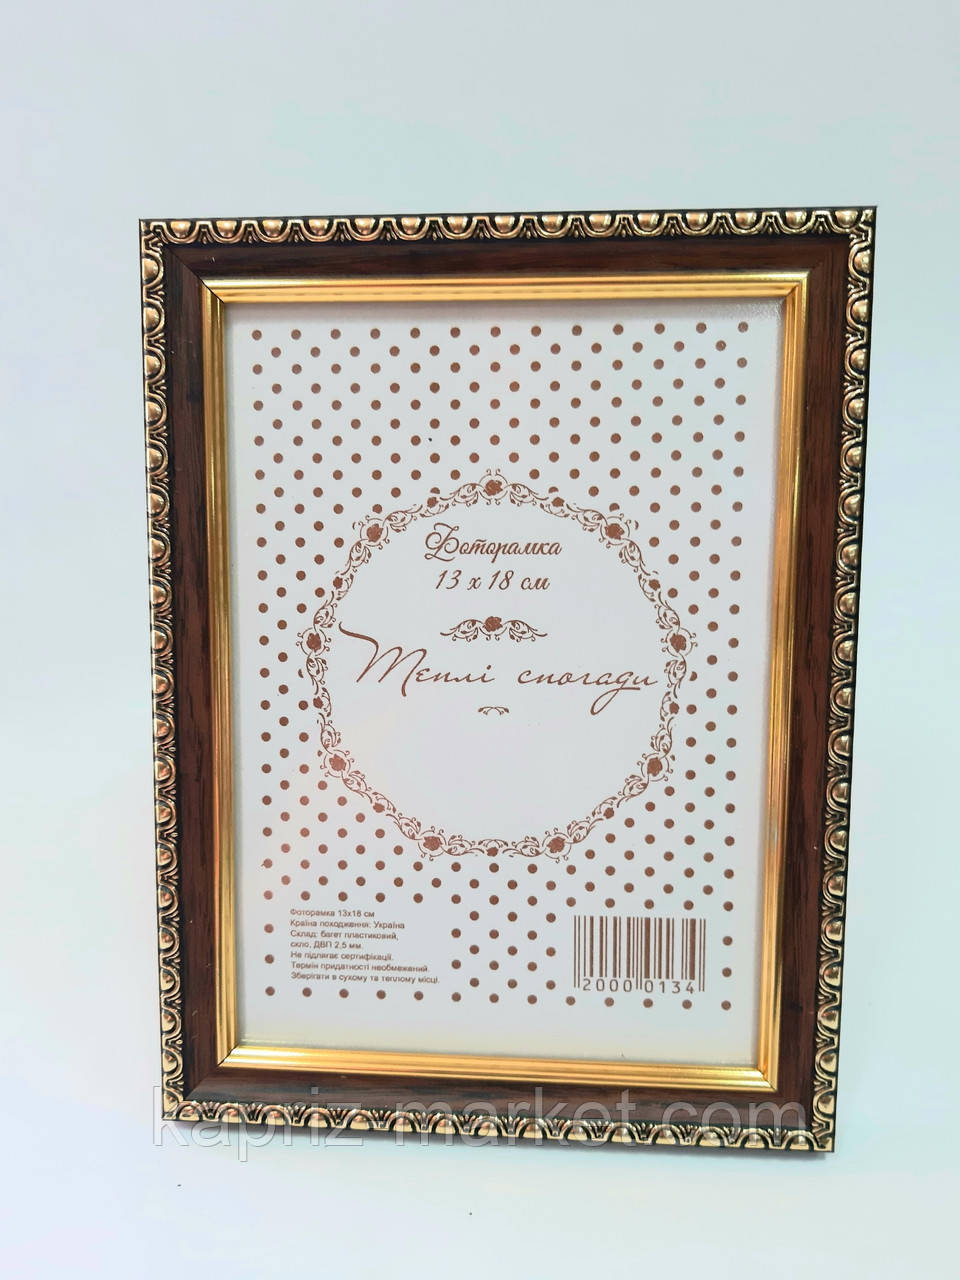 Фоторамка
13 х 18 см
Теплі спогади
Фоторамка 13х18 см
Країна походження: Україна
Склад: багет пластиковий,
скло, ДВП 2,5 мм.
Не підлягає сертифікації.
Термін придатності необмежений.
Зберігати в сухому та теплому місці.
2000 0134
kapriz-market.com